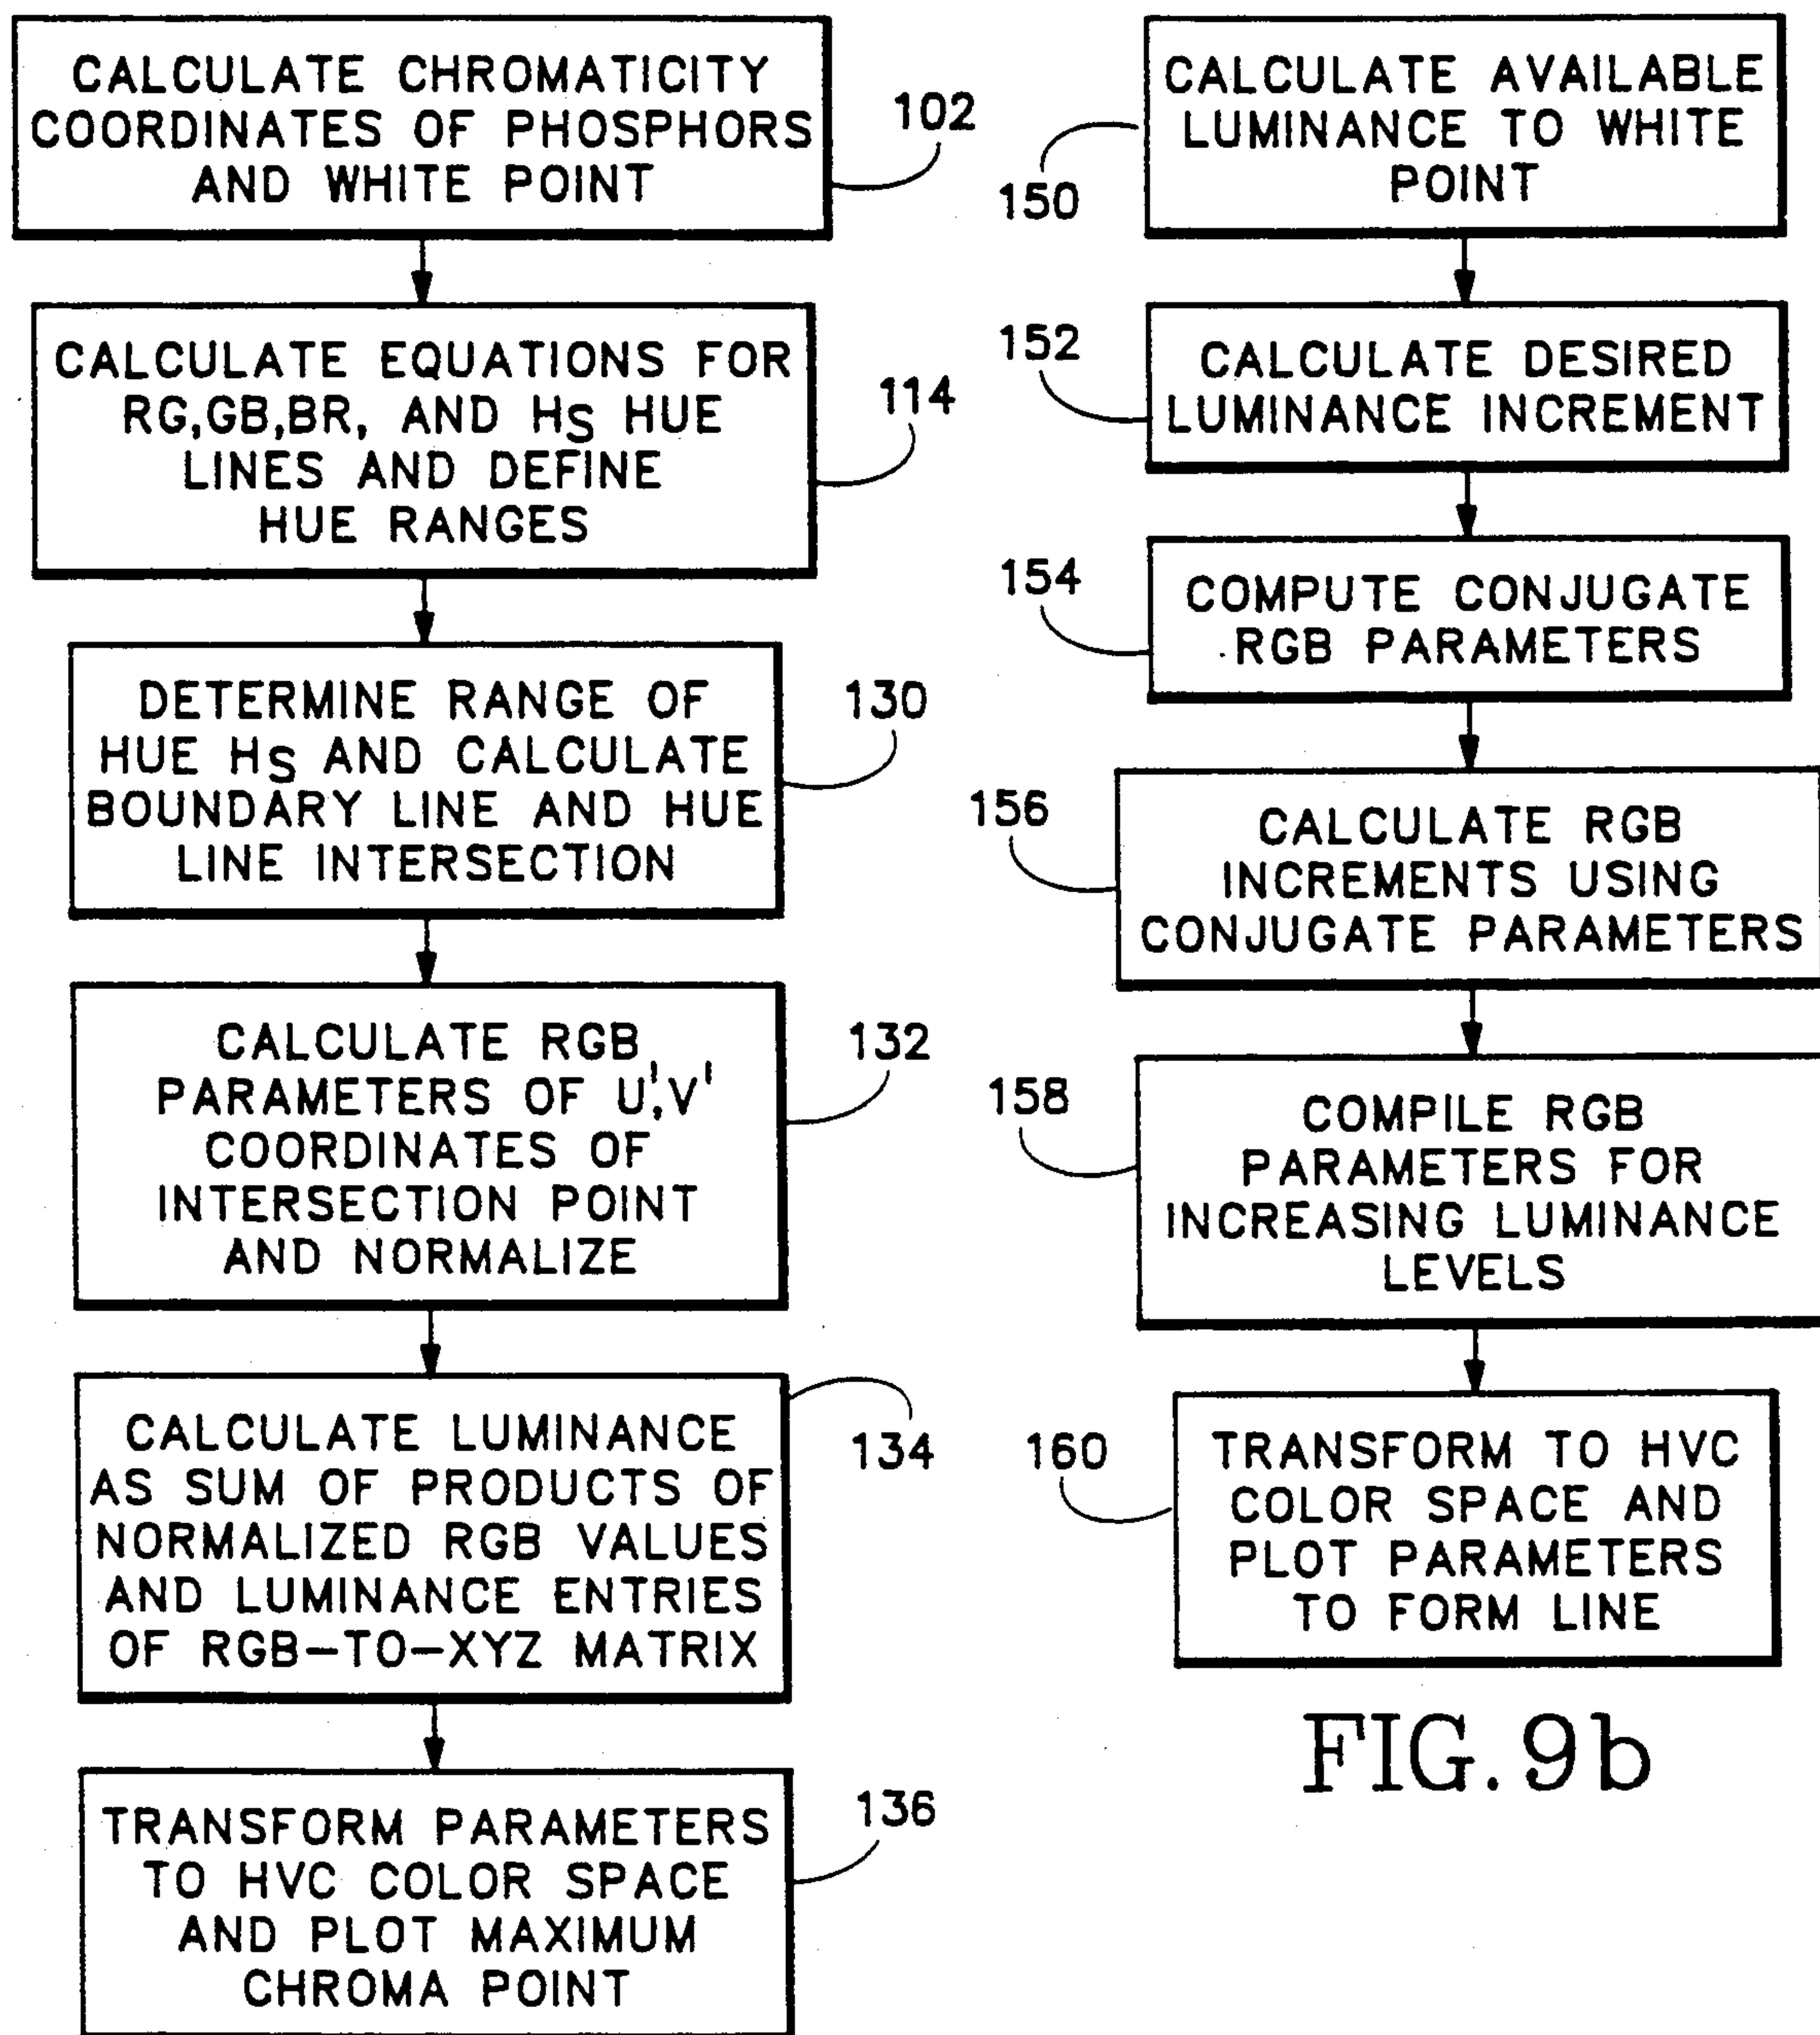 CALCULATE CHROMATICITY
COORDINATES OF PHOSPHORS
AND WHITE POINT
102
CALCULATE EQUATIONS FOR
RG,GB,BR, AND HS HUE
LINES AND DEFINE
HUE RANGES
114
DETERMINE RANGE OF
HUE HS AND CALCULATE
BOUNDARY LINE AND HUE
LINE INTERSECTION
130
CALCULATE RGB
PARAMETERS OF U',V'
COORDINATES OF
INTERSECTION POINT
AND NORMALIZE
132
CALCULATE LUMINANCE
AS SUM OF PRODUCTS OF
NORMALIZED RGB VALUES
AND LUMINANCE ENTRIES
OF RGB-TO-XYZ MATRIX
134
TRANSFORM PARAMETERS
TO HVC COLOR SPACE
AND PLOT MAXIMUM
CHROMA POINT
136
CALCULATE AVAILABLE
LUMINANCE TO WHITE
POINT
150
CALCULATE DESIRED
LUMINANCE INCREMENT
152
COMPUTE CONJUGATE
RGB PARAMETERS
154
CALCULATE RGB
INCREMENTS USING
CONJUGATE PARAMETERS
156
COMPILE RGB
PARAMETERS FOR
INCREASING LUMINANCE
LEVELS
158
TRANSFORM TO HVC
COLOR SPACE AND
PLOT PARAMETERS
TO FORM LINE
160
FIG. 9b